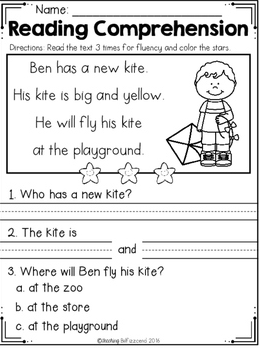 Name:
Reading Comprehension
Directions: Read the text 3 times for fluency and color the stars.
Ben has a new kite.
His kite is big and yellow.
He will fly his kite
at the playground.
1. Who has a new kite?
2. The kite is
and
3. Where will Ben fly his kite?
a. at the zoo
b. at the store
c. at the playground
2016